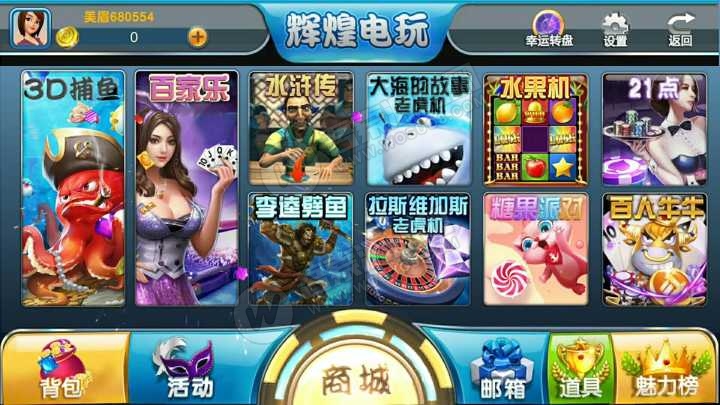 美眉680554
0
辉煌电玩
幸运转盘
设置
返回
3D捕鱼
百家乐
水浒传
大海的故事
老虎机
水果机
BAR BAR
BAR BAR
21点
李逵劈鱼
拉斯维加斯
老虎机
糖果派对
百人牛牛
背包
活动
商城
邮箱
道具
魅力榜